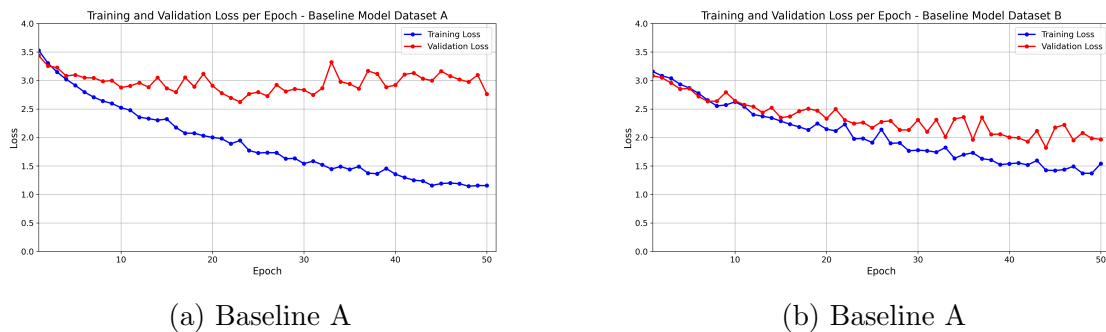 Training and Validation Loss per Epoch - Baseline Model Dataset A
4.0
3.5
3.0
2.5
2.0
1.5
1.0
0.5
0.0
Loss
Training Loss
Validation Loss
10 20 30 40 50
Epoch
(a) Baseline A
Training and Validation Loss per Epoch - Baseline Model Dataset B
4.0
3.5
3.0
2.5
2.0
1.5
1.0
0.5
0.0
Loss
Training Loss
Validation Loss
10 20 30 40 50
Epoch
(b) Baseline A